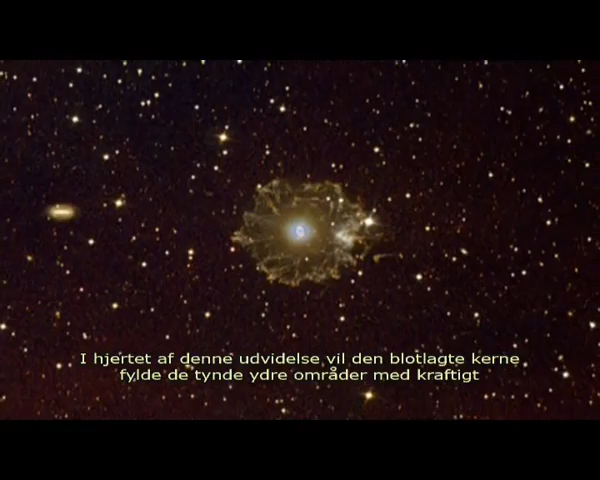 I hjertet af denne udvidelse vil den blotlagte kerne
fylde de tynde ydre områder med kraftigt